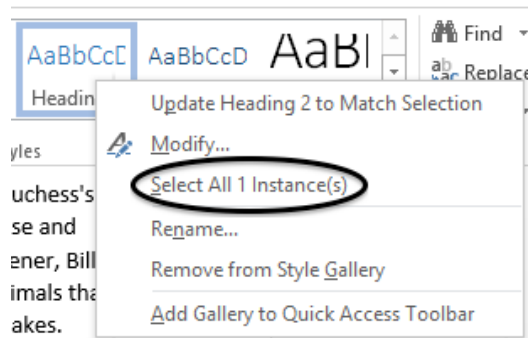 AaBbCcD AaBbCcD AaBl
Find
Replace
Headin
Update Heading 2 to Match Selection
yles
Modify...
Select All 1 Instance(s)
uchess's
se and
Rename...
ener, Bill
Remove from Style Gallery
imals tha
Add Gallery to Quick Access Toolbar
akes.